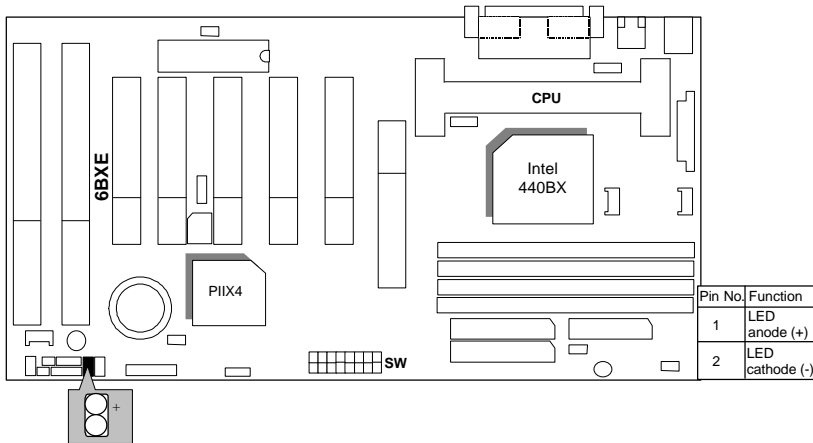 CPU
6BXE
Intel
440BX
PIIX4
Pin No. Function
1 LED
anode (+)
2 LED
cathode (-)
SW
+